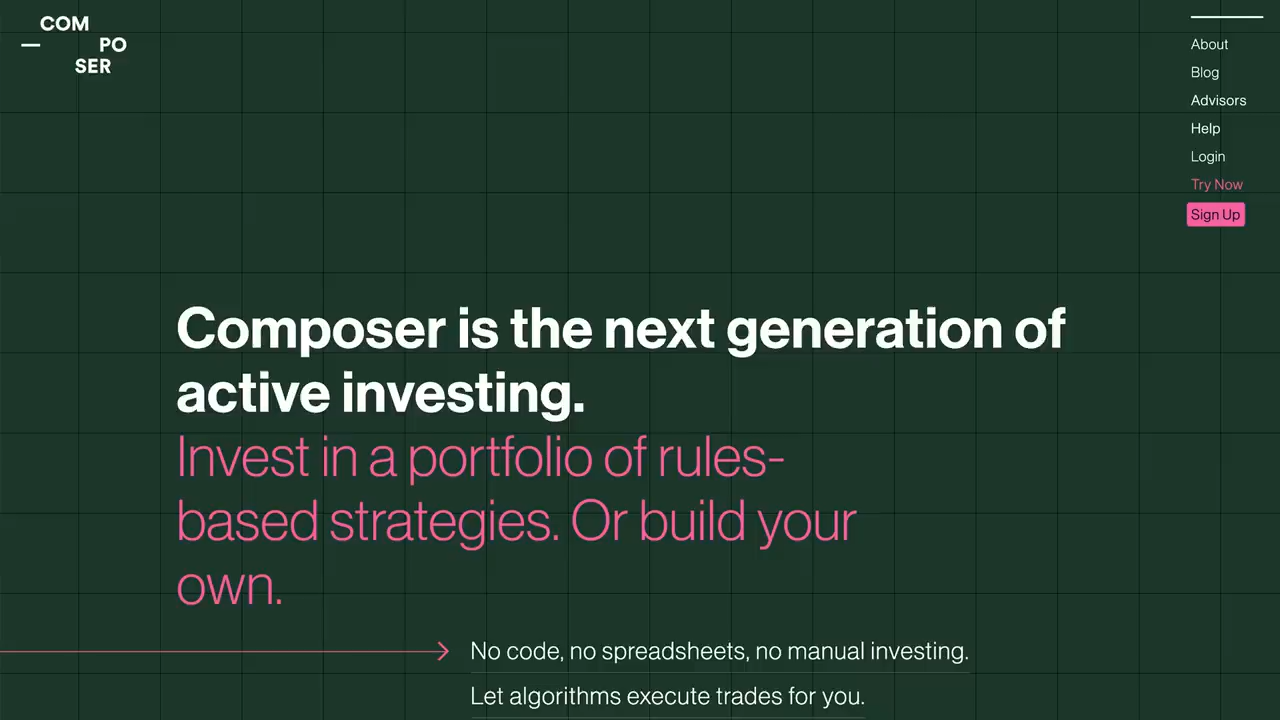 COM
— PO
SER
About
Blog
Advisors
Help
Login
Try Now
Sign Up
Composer is the next generation of
active investing.
Invest in a portfolio of rules-
based strategies. Or build your
own.
No code, no spreadsheets, no manual investing.
Let algorithms execute trades for you.